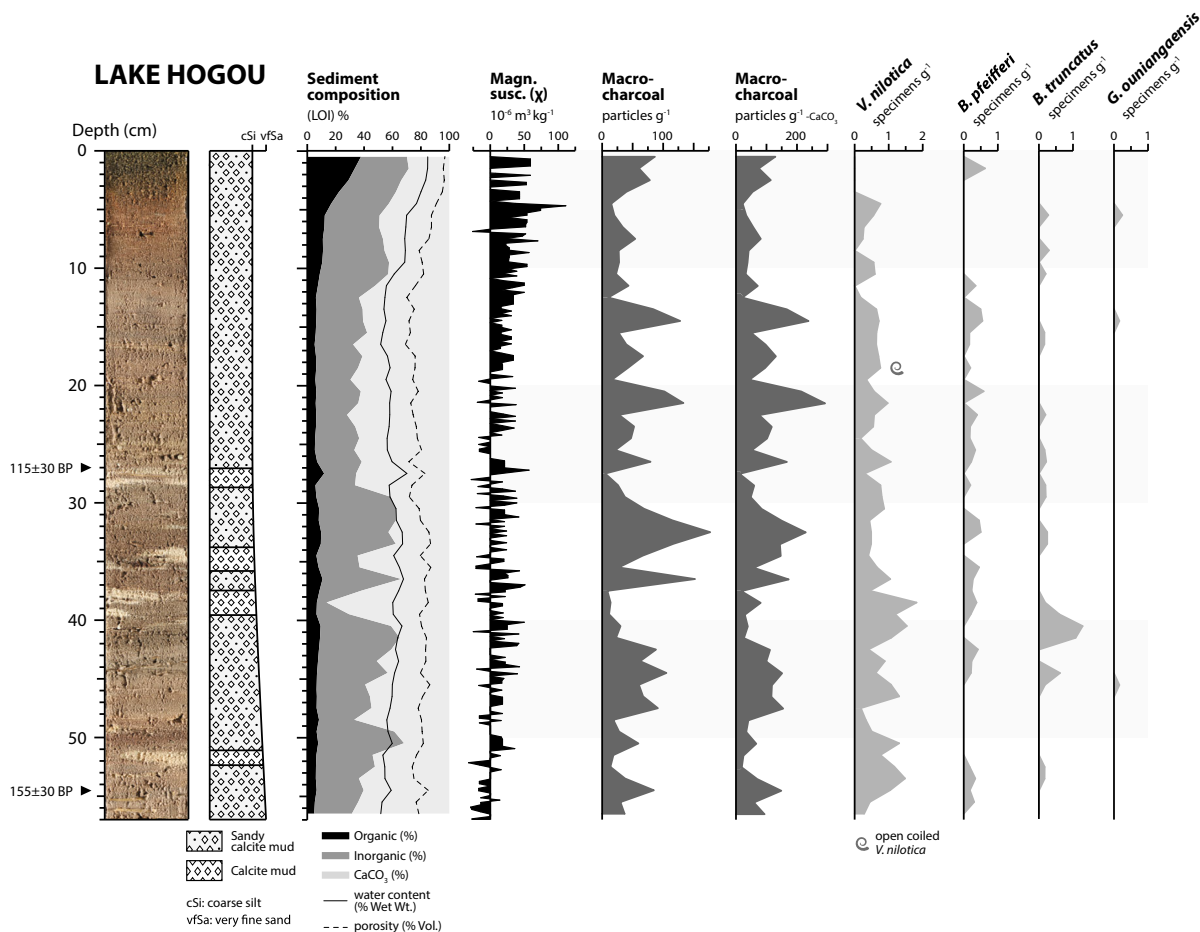 LAKE HOGOU
Sediment
composition
(LOI) %
Magn.
susc. (χ)
10⁻⁶ m³ kg⁻¹
Macro-
charcoal
particles g⁻¹
Macro-
charcoal
particles g⁻¹ -CaCO₃
V. nilotica
specimens g⁻¹
B. pfeifferi
specimens g⁻¹
B. truncatus
specimens g⁻¹
G. ouniangaensis
specimens g⁻¹
Depth (cm)
cSi vfSa
0 20 40 60 80 100
0 50 100
0 100
0 200
0 1 2
0 1
0 1
0 1
0
10
20
115±30 BP
30
40
50
155±30 BP
Sandy
calcite mud
Calcite mud
cSi: coarse silt
vfSa: very fine sand
Organic (%)
Inorganic (%)
CaCO₃ (%)
water content
(% Wet Wt.)
porosity (% Vol.)
open coiled
V. nilotica